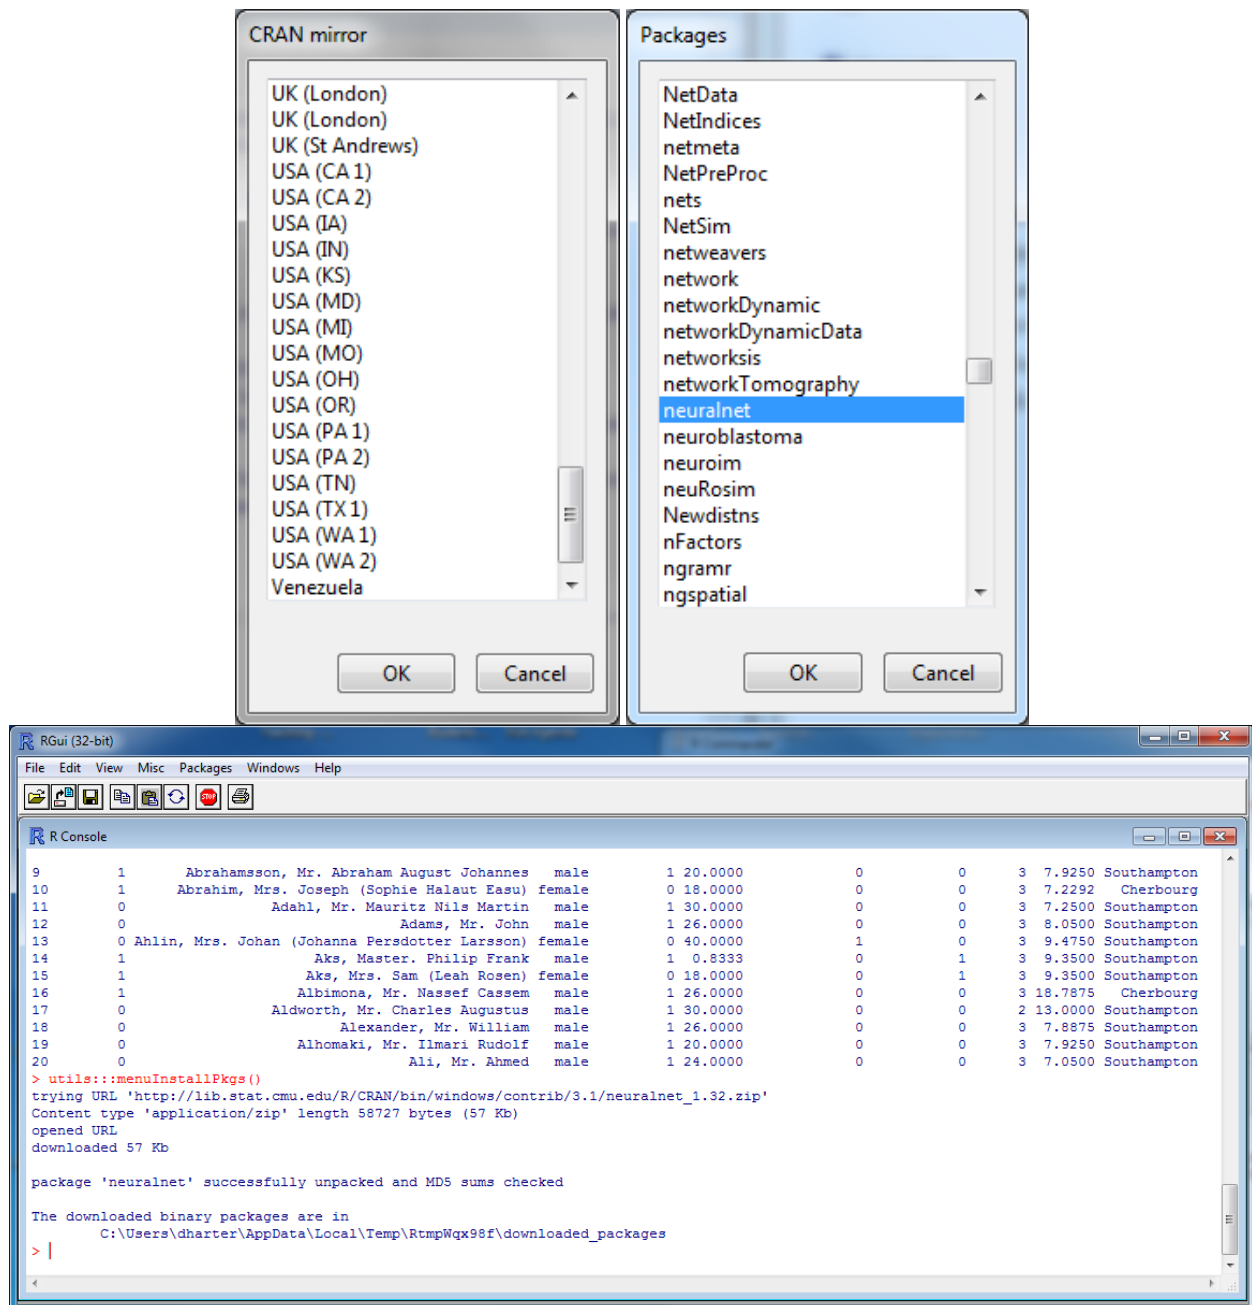 CRAN mirror
UK (London)
UK (London)
UK (St Andrews)
USA (CA 1)
USA (CA 2)
USA (IA)
USA (IN)
USA (KS)
USA (MD)
USA (MI)
USA (MO)
USA (OH)
USA (OR)
USA (PA 1)
USA (PA 2)
USA (TN)
USA (TX 1)
USA (WA 1)
USA (WA 2)
Venezuela
OK Cancel
Packages
NetData
NetIndices
netmeta
NetPreProc
nets
NetSim
netweavers
network
networkDynamic
networkDynamicData
networksis
networkTomography
neuralnet
neuroblastoma
neuroim
neuRosim
Newdistns
nFactors
ngramr
ngspatial
OK Cancel
RGui (32-bit)
File Edit View Misc Packages Windows Help
STOP
R Console
9 1 Abrahamsson, Mr. Abraham August Johannes male 1 20.0000 0 0 3 7.9250 Southampton
10 1 Abrahim, Mrs. Joseph (Sophie Halaut Easu) female 0 18.0000 0 0 3 7.2292 Cherbourg
11 0 Adahl, Mr. Mauritz Nils Martin male 1 30.0000 0 0 3 7.2500 Southampton
12 0 Adams, Mr. John male 1 26.0000 0 0 3 8.0500 Southampton
13 0 Ahlin, Mrs. Johan (Johanna Persdotter Larsson) female 0 40.0000 1 0 3 9.4750 Southampton
14 1 Aks, Master. Philip Frank male 1 0.8333 0 1 3 9.3500 Southampton
15 1 Aks, Mrs. Sam (Leah Rosen) female 0 18.0000 0 1 3 9.3500 Southampton
16 1 Albimona, Mr. Nassef Cassem male 1 26.0000 0 0 3 18.7875 Cherbourg
17 0 Aldworth, Mr. Charles Augustus male 1 30.0000 0 0 2 13.0000 Southampton
18 0 Alexander, Mr. William male 1 26.0000 0 0 3 7.8875 Southampton
19 0 Alhomaki, Mr. Ilmari Rudolf male 1 20.0000 0 0 3 7.9250 Southampton
20 0 Ali, Mr. Ahmed male 1 24.0000 0 0 3 7.0500 Southampton
> utils:::menuInstallPkgs()
trying URL 'http://lib.stat.cmu.edu/R/CRAN/bin/windows/contrib/3.1/neuralnet_1.32.zip'
Content type 'application/zip' length 58727 bytes (57 Kb)
opened URL
downloaded 57 Kb
package 'neuralnet' successfully unpacked and MD5 sums checked
The downloaded binary packages are in
C:\Users\dharter\AppData\Local\Temp\RtmpWqx98f\downloaded_packages
>